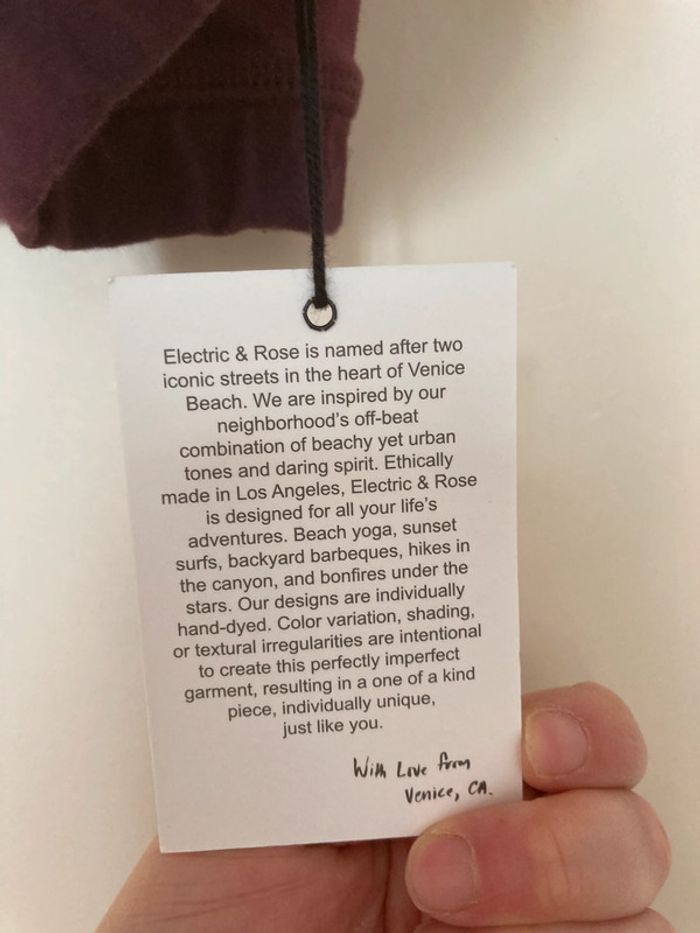 Electric & Rose is named after two
iconic streets in the heart of Venice
Beach. We are inspired by our
neighborhood's off-beat
combination of beachy yet urban
tones and daring spirit. Ethically
made in Los Angeles, Electric & Rose
is designed for all your life's
adventures. Beach yoga, sunset
surfs, backyard barbeques, hikes in
the canyon, and bonfires under the
stars. Our designs are individually
hand-dyed. Color variation, shading,
or textural irregularities are intentional
to create this perfectly imperfect
garment, resulting in a one of a kind
piece, individually unique,
just like you.
With Love from
Venice, CA.